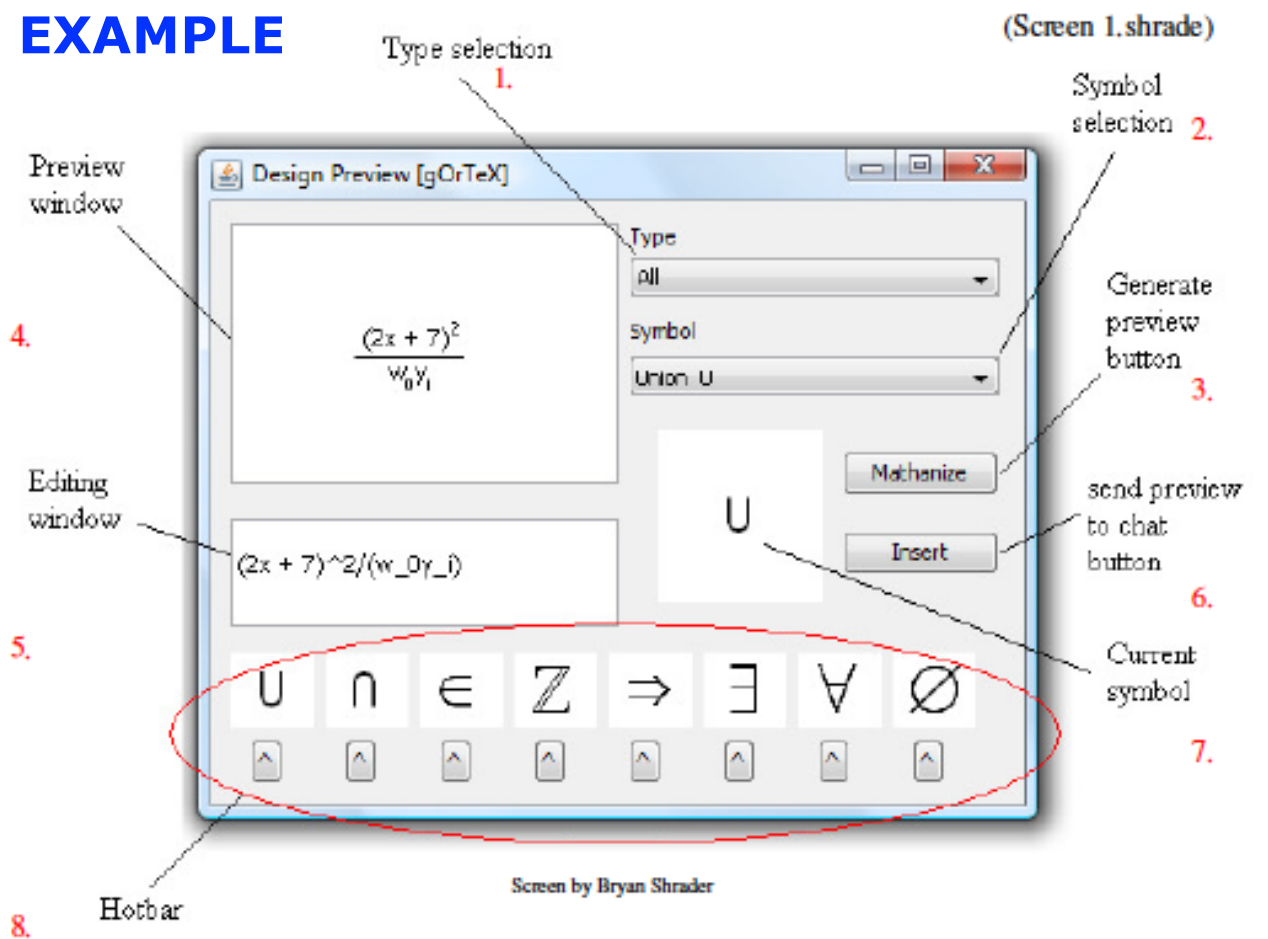 EXAMPLE
(Screen 1.shrade)
Type selection
1.
Symbol
selection 2.
Preview
window
Design Preview [gOrTeX]
Type
All
Generate
preview
button
3.
4.
(2x + 7)²
w₀yᵢ
Symbol
Union U
Mathanize
Editing
window
U
send preview
to chat
button
Insert
(2x + 7)^2/(w_0y_i)
6.
5.
Current
symbol
∪ ∩ ∈ ℤ ⇒ ∃ ∀ ∅
7.
^ ^ ^ ^ ^ ^ ^ ^
Screen by Bryan Shrader
Hotbar
8.